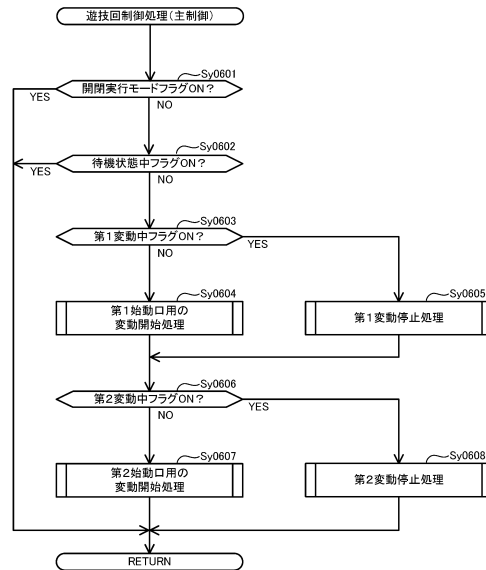 遊技回制御処理(主制御)
Sy0601
開閉実行モードフラグON?
YES
NO
Sy0602
待機状態中フラグON?
YES
NO
Sy0603
第1変動中フラグON?
YES
NO
Sy0604
第1始動口用の
変動開始処理
Sy0605
第1変動停止処理
Sy0606
第2変動中フラグON?
YES
NO
Sy0607
第2始動口用の
変動開始処理
Sy0608
第2変動停止処理
RETURN